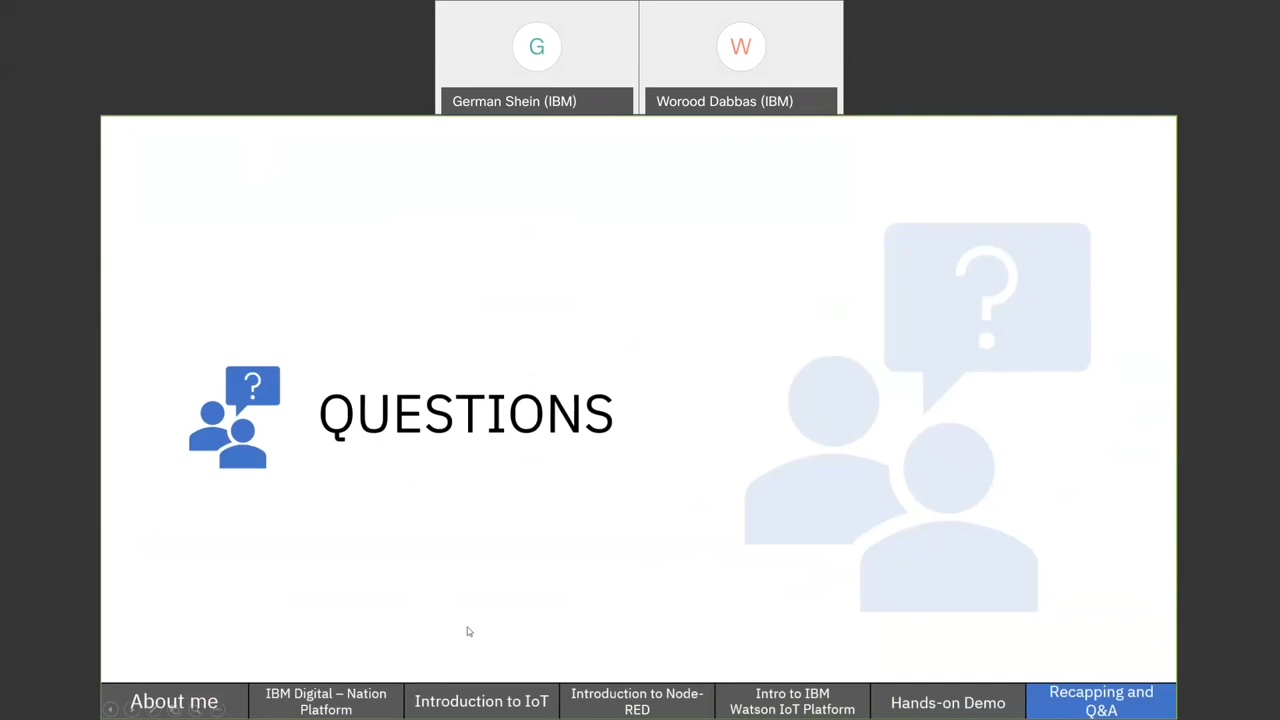 G
W
German Shein (IBM)
Worood Dabbas (IBM)
?
?
QUESTIONS
About me
IBM Digital – Nation
Platform
Introduction to IoT
Introduction to Node-
RED
Intro to IBM
Watson IoT Platform
Hands-on Demo
Recapping and
Q&A